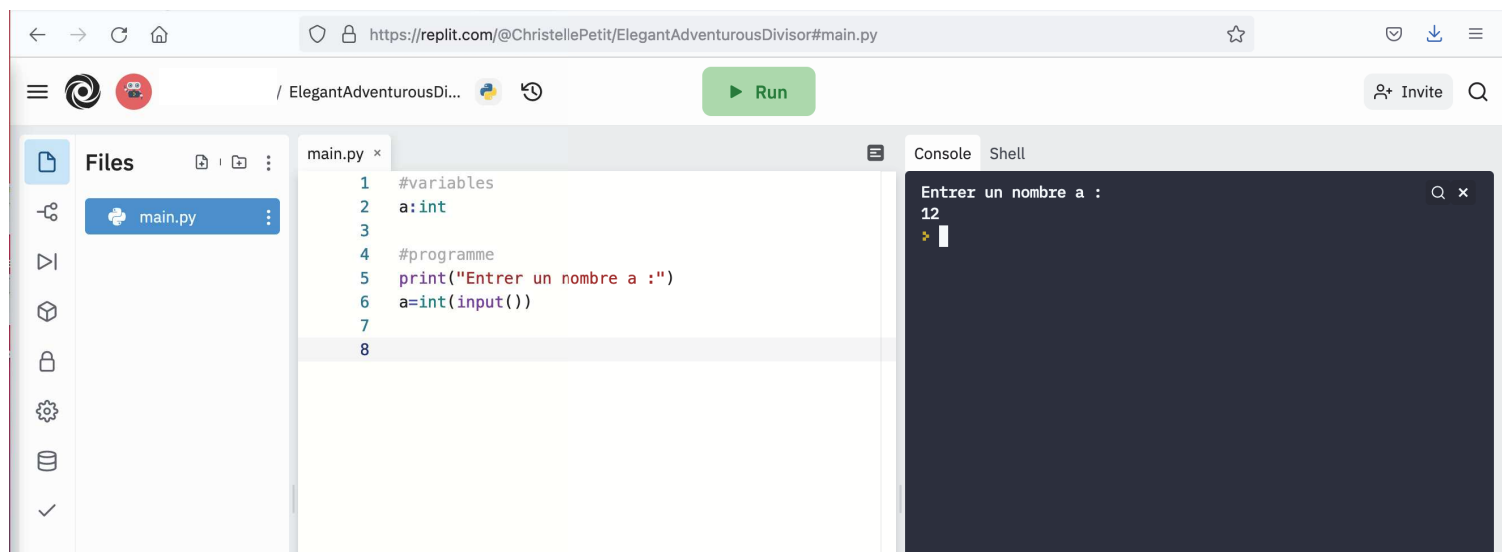 https://replit.com/@ChristellePetit/ElegantAdventurousDivisor#main.py
/ ElegantAdventurousDi...
Run
Invite
Files
main.py
main.py ×
1 #variables
2 a:int
3
4 #programme
5 print("Entrer un nombre a :")
6 a=int(input())
7
8
Console Shell
Entrer un nombre a :
12